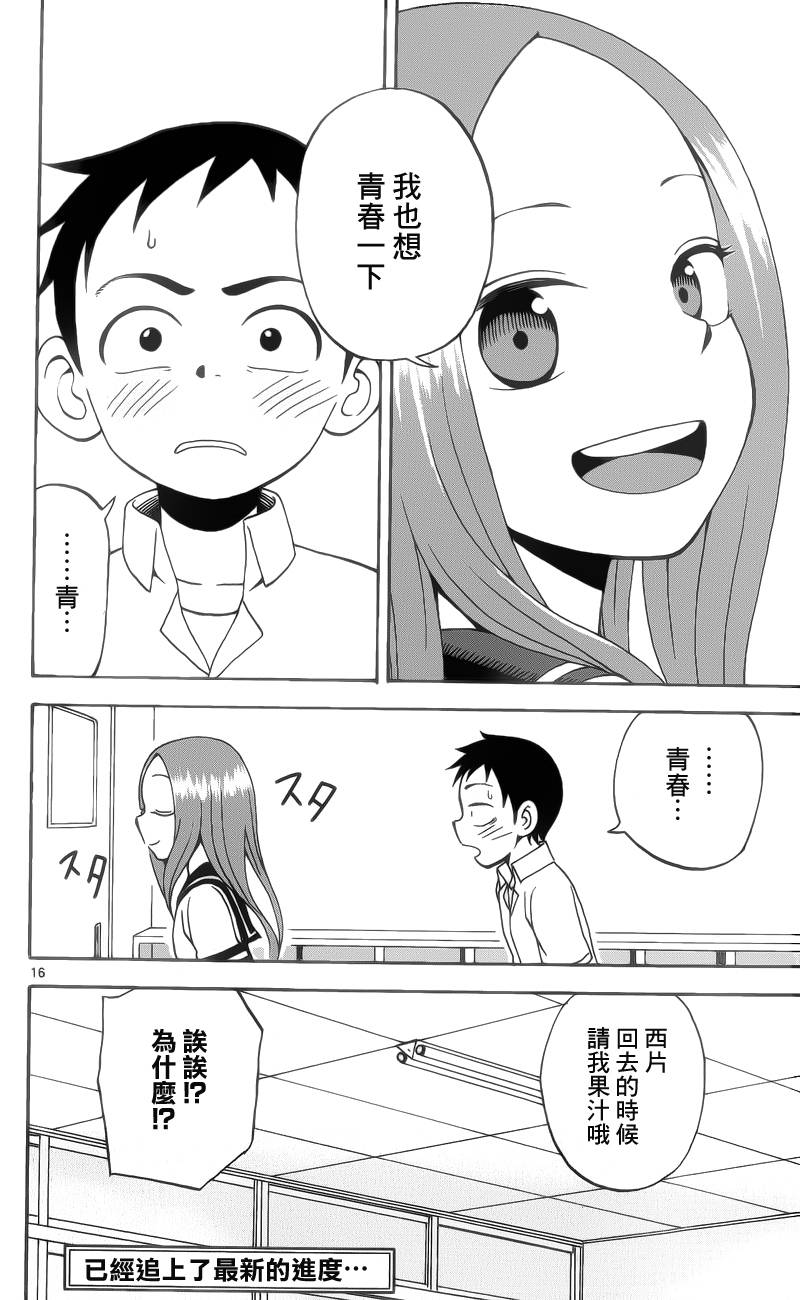 我也想
青春一下
……青…
……
青春…
スタ
スタ
16
西片
回去的時候
請我果汁哦
誒誒!?
為什麼!?
已經追上了最新的進度…